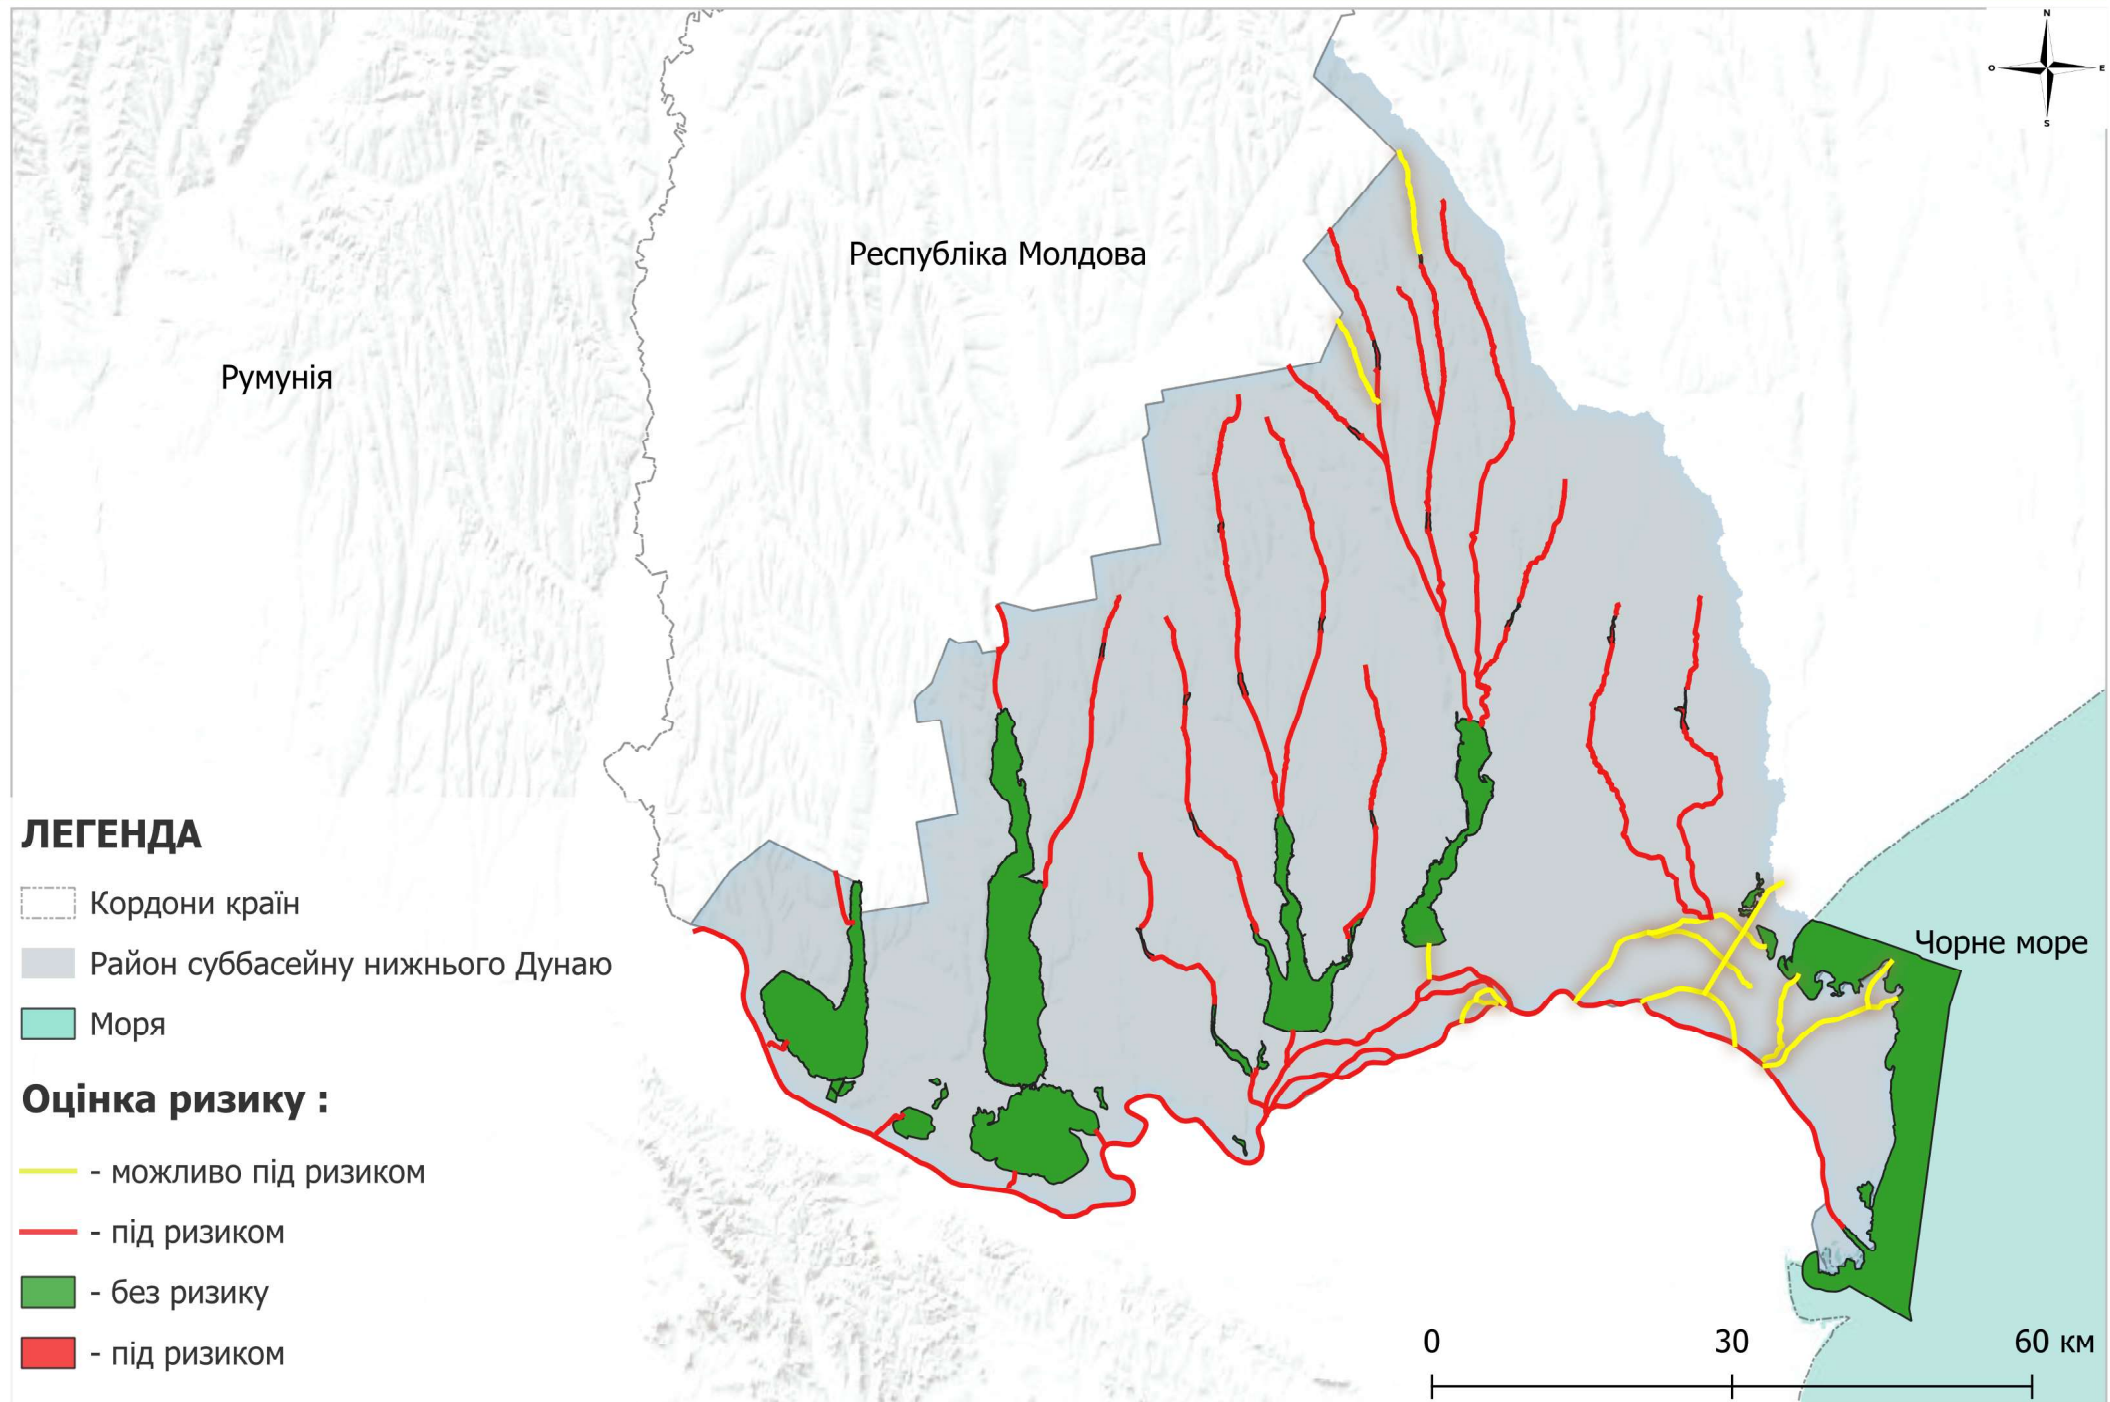 N
O E
S
Республіка Молдова
Румунія
Чорне море
ЛЕГЕНДА
Кордони країн
Район суббасейну нижнього Дунаю
Моря
Оцінка ризику :
- можливо під ризиком
- під ризиком
- без ризику
- під ризиком
0 30 60 км